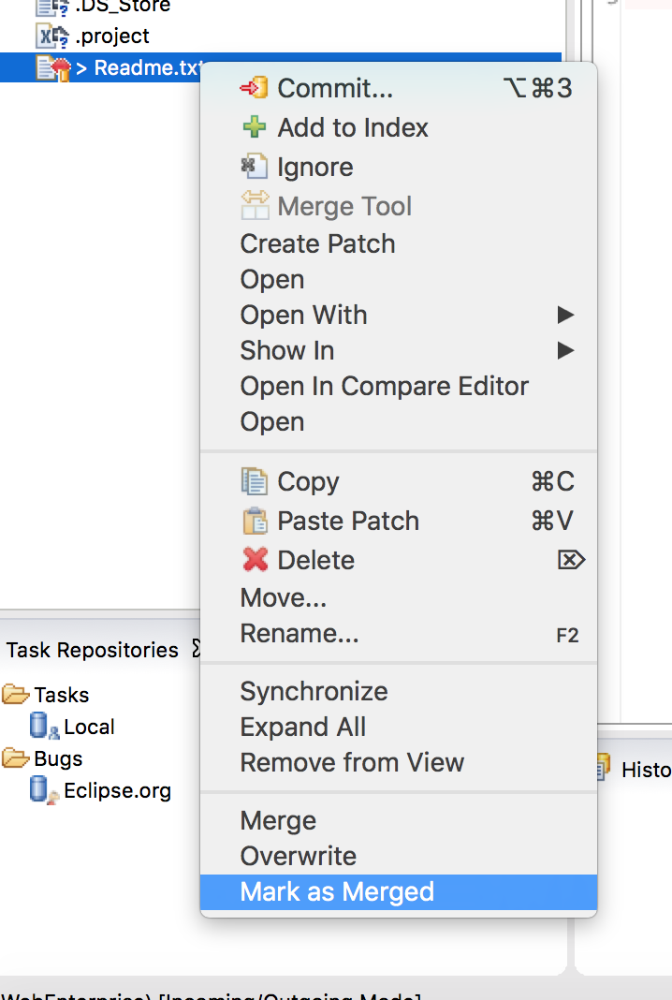 .DS_Store
.project
> Readme.txt
Commit... ⌥⌘3
Add to Index
Ignore
Merge Tool
Create Patch
Open
Open With ▶
Show In ▶
Open In Compare Editor
Open
Copy ⌘C
Paste Patch ⌘V
Delete ⌦
Move...
Rename... F2
Synchronize
Expand All
Remove from View
Merge
Overwrite
Mark as Merged
Task Repositories
Tasks
Local
Bugs
Eclipse.org
Histo
WebEnterprise) [Incoming/Outgoing Mode]